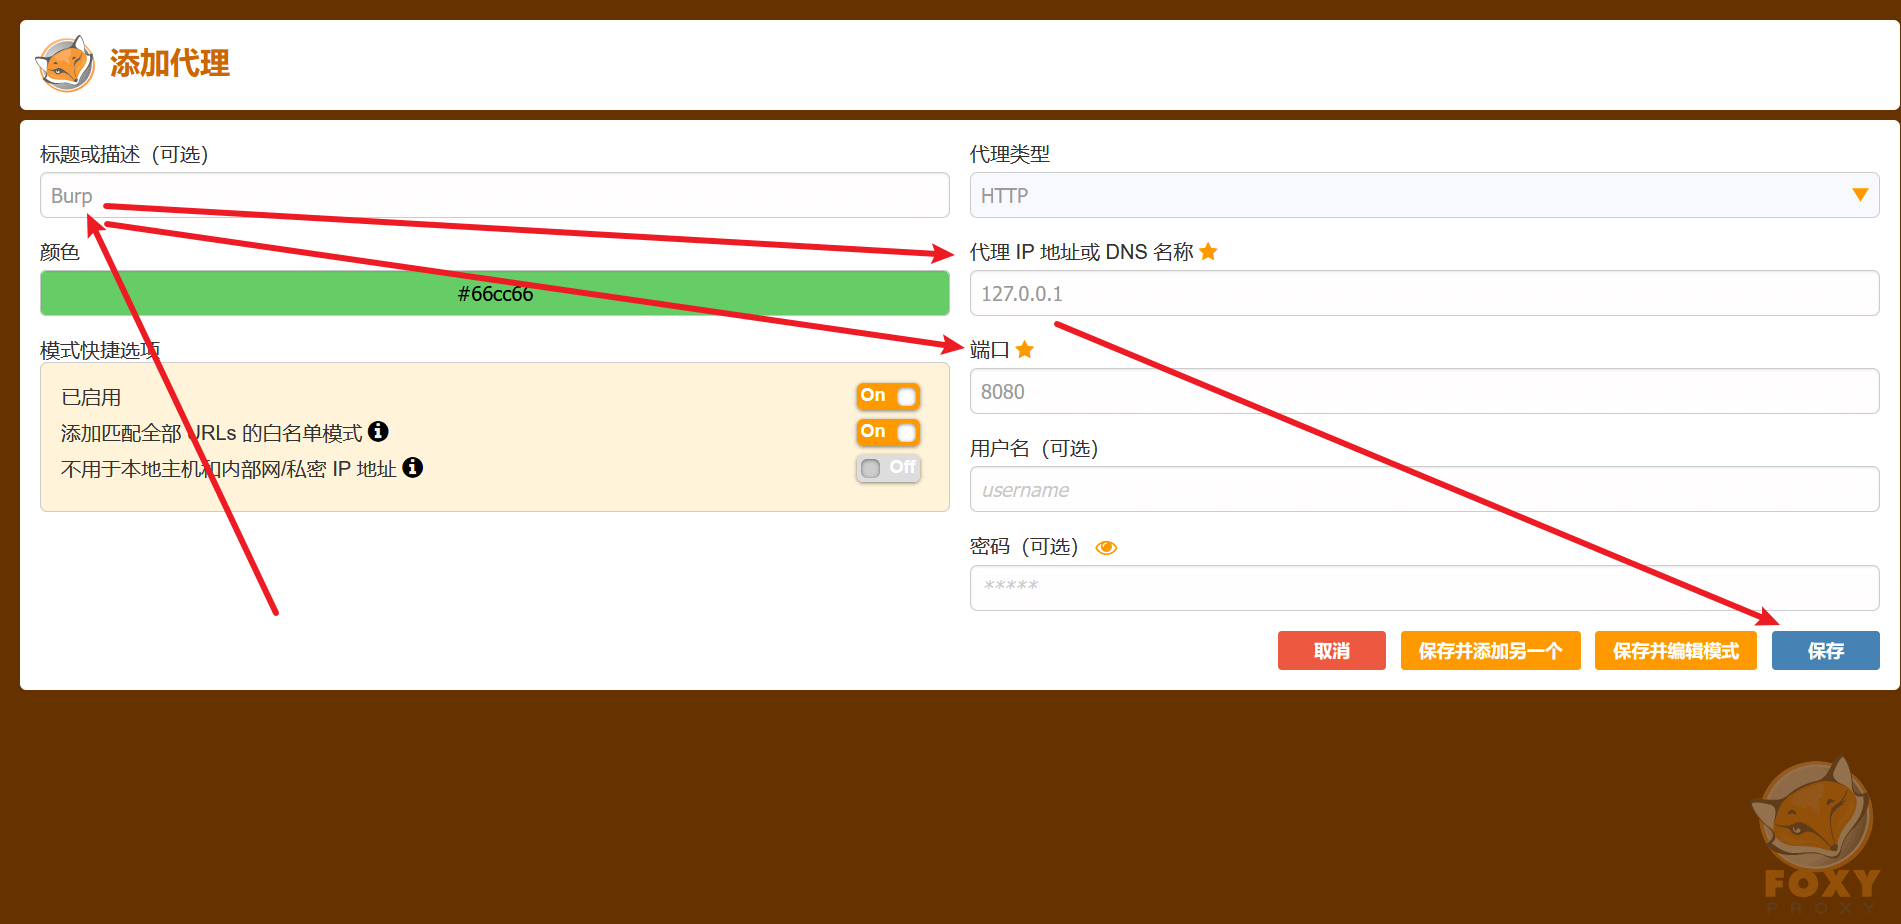 添加代理
标题或描述（可选）
Burp
颜色
#66cc66
模式快捷选项
已启用
On
添加匹配全部 URLs 的白名单模式
On
不用于本地主机和内部网/私密 IP 地址
Off
代理类型
HTTP
代理 IP 地址或 DNS 名称
127.0.0.1
端口
8080
用户名（可选）
username
密码（可选）
*****
取消
保存并添加另一个
保存并编辑模式
保存
FOXY
PROXY